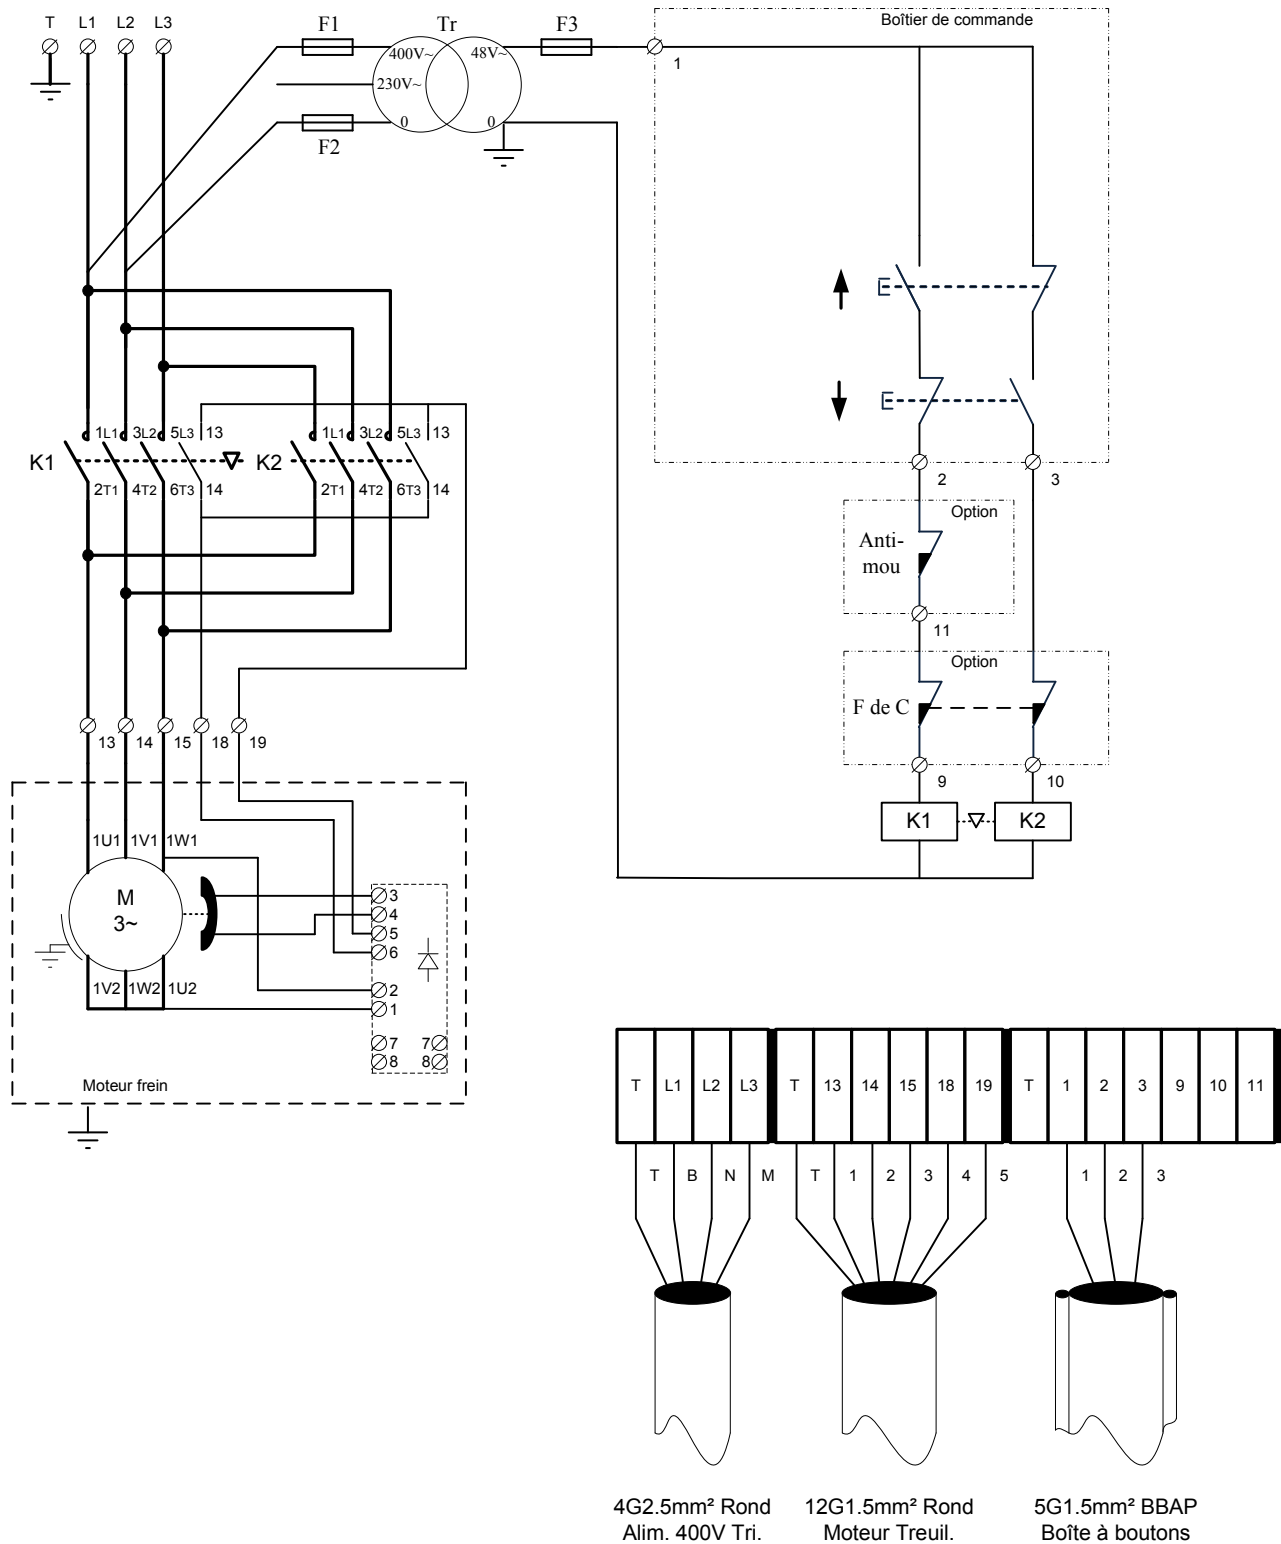 T L1 L2 L3
F1 Tr F3
Boîtier de commande
400V~ 48V~
230V~
0 0
F2
1
K1 1L1 3L2 5L3 13
2T1 4T2 6T3 14
K2 1L1 3L2 5L3 13
2T1 4T2 6T3 14
2 3
Option
Anti-
mou
11
Option
F de C
9 10
K1 K2
13 14 15 18 19
1U1 1V1 1W1
M
3~
1V2 1W2 1U2
3
4
5
6
2
1
7 7
8 8
Moteur frein
T L1 L2 L3 T 13 14 15 18 19 T 1 2 3 9 10 11
T B N M T 1 2 3 4 5 1 2 3
4G2.5mm² Rond
Alim. 400V Tri.
12G1.5mm² Rond
Moteur Treuil.
5G1.5mm² BBAP
Boîte à boutons